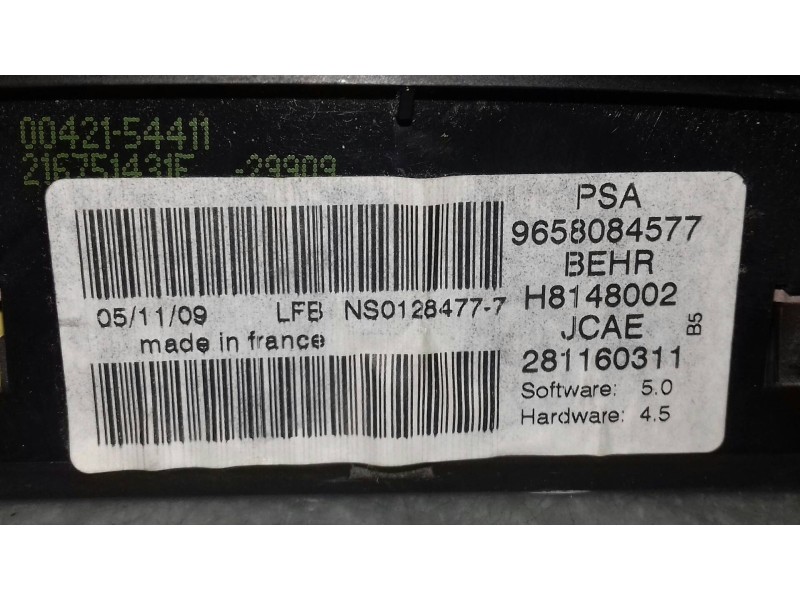 00421-54411
-29909
PSA
9658084577
BEHR
H8148002
JCAE
281160311
B5
Software: 5.0
Hardware: 4.5
05/11/09 LFB NS0128477-7
made in france